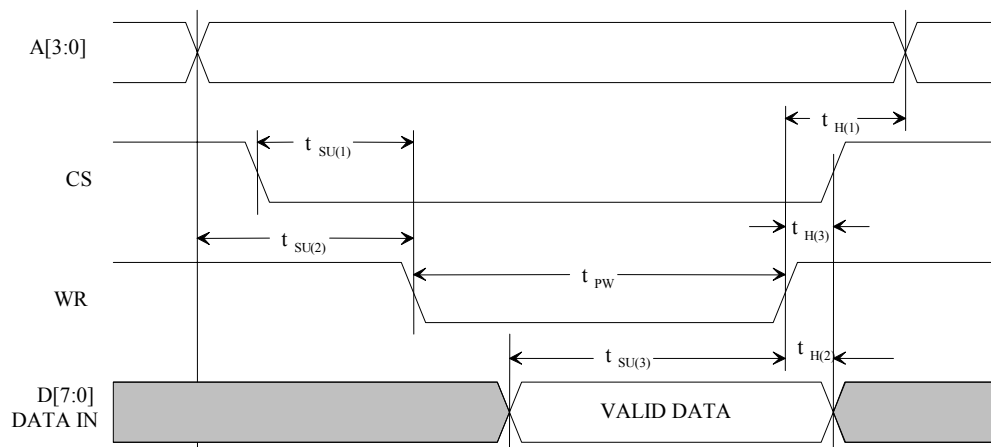 A[3:0]
t H(1)
t SU(1)
CS
t H(3)
t SU(2)
t PW
WR
t SU(3)
t H(2)
D[7:0]
DATA IN
VALID DATA